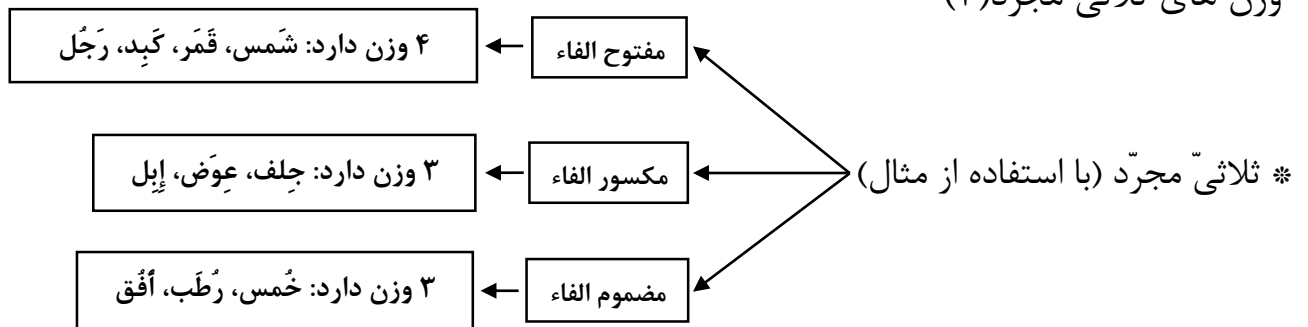 وزن های ثلاثی مجرد(۲)
* ثلاثیّ مجرّد (با استفاده از مثال)
مفتوح الفاء
۴ وزن دارد: شَمس، قَمَر، کَبِد، رَجُل
مکسور الفاء
۳ وزن دارد: جِلف، عِوَض، إِبِل
مضموم الفاء
۳ وزن دارد: خُمس، رُطَب، أُفُق